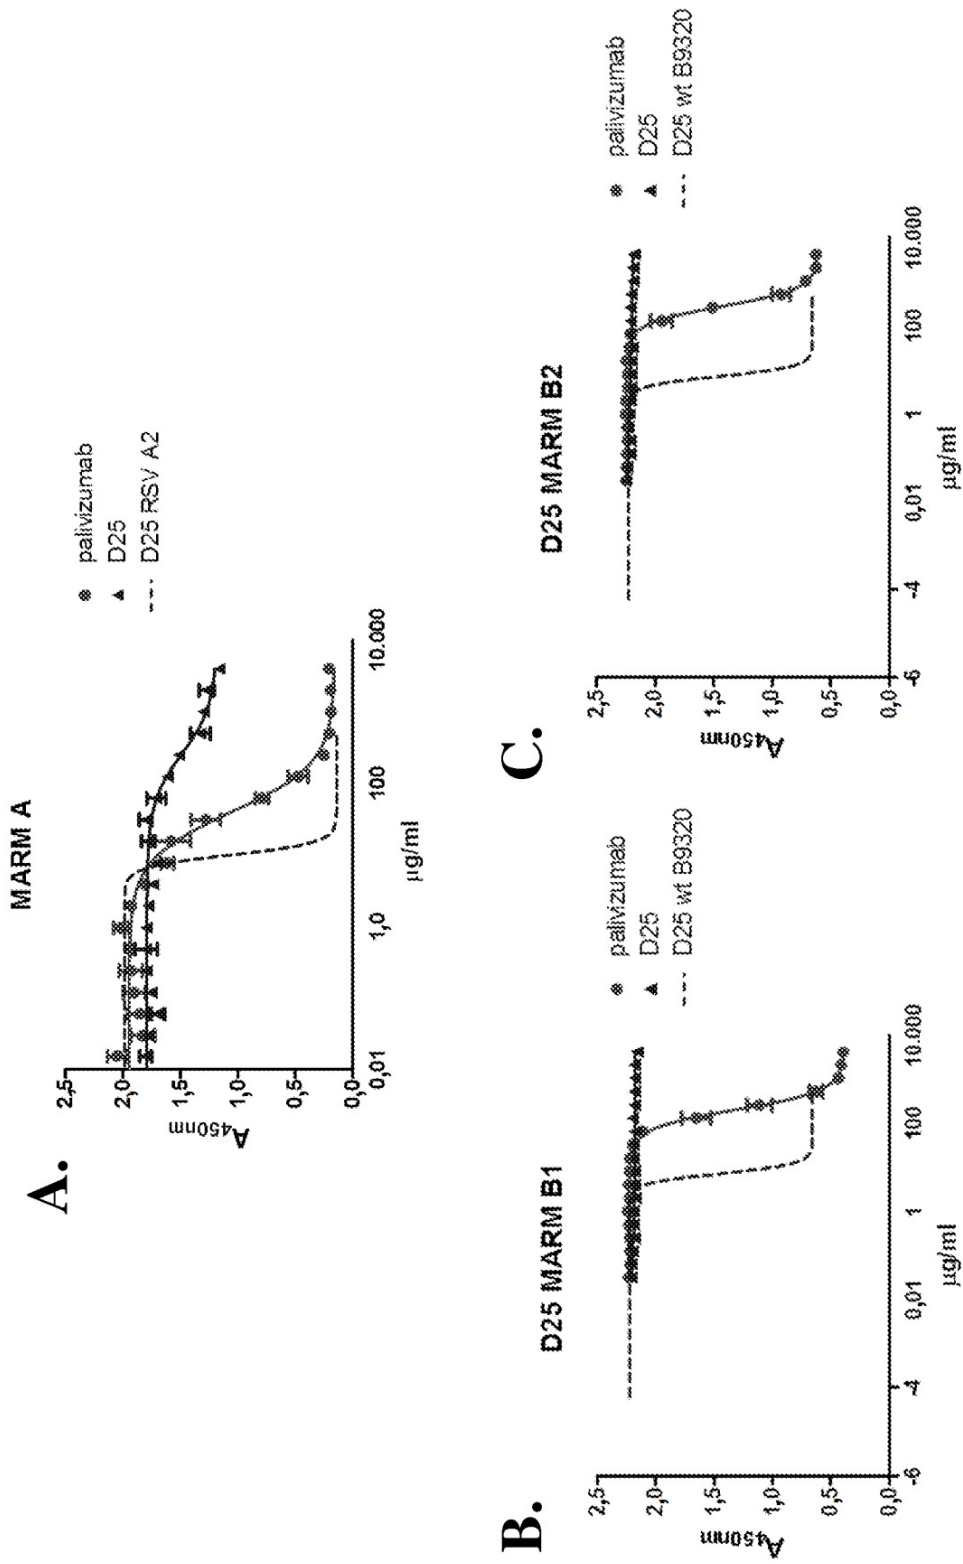 A.
MARM A
A450nm
2,5
2,0
1,5
1,0
0,5
0,0
0,01
1,0
100
10.000
µg/ml
palivizumab
D25
D25 RSV A2
B.
D25 MARM B1
A450nm
2,5
2,0
1,5
1,0
0,5
0,0
-6
-4
0,01
1
100
10.000
µg/ml
palivizumab
D25
D25 wt B9320
C.
D25 MARM B2
A450nm
2,5
2,0
1,5
1,0
0,5
0,0
-6
-4
0,01
1
100
10.000
µg/ml
palivizumab
D25
D25 wt B9320